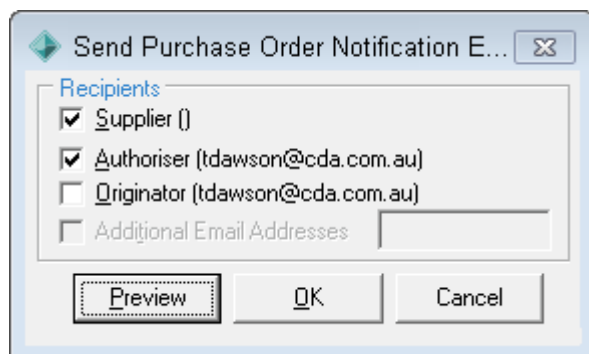 Send Purchase Order Notification E...
Recipients
Supplier ()
Authoriser (tdawson@cda.com.au)
Originator (tdawson@cda.com.au)
Additional Email Addresses
Preview OK Cancel